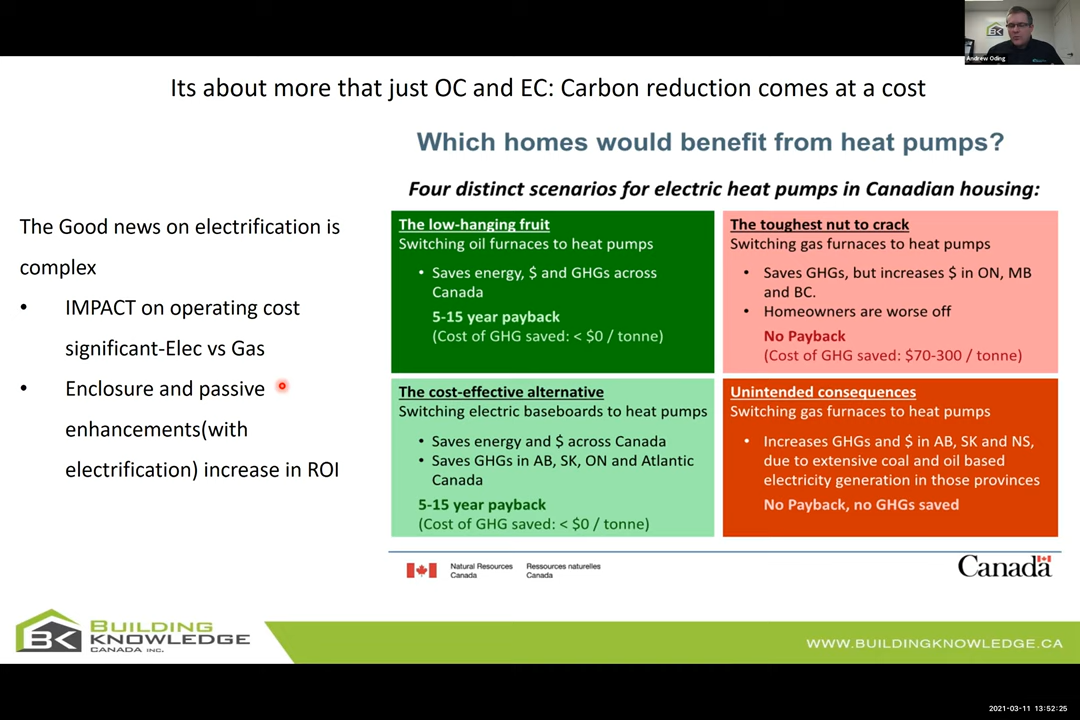 Andrew Oding
Its about more that just OC and EC: Carbon reduction comes at a cost
Which homes would benefit from heat pumps?
Four distinct scenarios for electric heat pumps in Canadian housing:
The Good news on electrification is
complex
• IMPACT on operating cost
significant-Elec vs Gas
• Enclosure and passive
enhancements(with
electrification) increase in ROI
The low-hanging fruit
Switching oil furnaces to heat pumps
• Saves energy, $ and GHGs across
Canada
5-15 year payback
(Cost of GHG saved: < $0 / tonne)
The toughest nut to crack
Switching gas furnaces to heat pumps
• Saves GHGs, but increases $ in ON, MB
and BC.
• Homeowners are worse off
No Payback
(Cost of GHG saved: $70-300 / tonne)
The cost-effective alternative
Switching electric baseboards to heat pumps
• Saves energy and $ across Canada
• Saves GHGs in AB, SK, ON and Atlantic
Canada
5-15 year payback
(Cost of GHG saved: < $0 / tonne)
Unintended consequences
Switching gas furnaces to heat pumps
• Increases GHGs and $ in AB, SK and NS,
due to extensive coal and oil based
electricity generation in those provinces
No Payback, no GHGs saved
Natural Resources
Canada
Ressources naturelles
Canada
Canada
BK
BUILDING
KNOWLEDGE
CANADA INC.
WWW.BUILDINGKNOWLEDGE.CA
2021-03-11 13:52:25